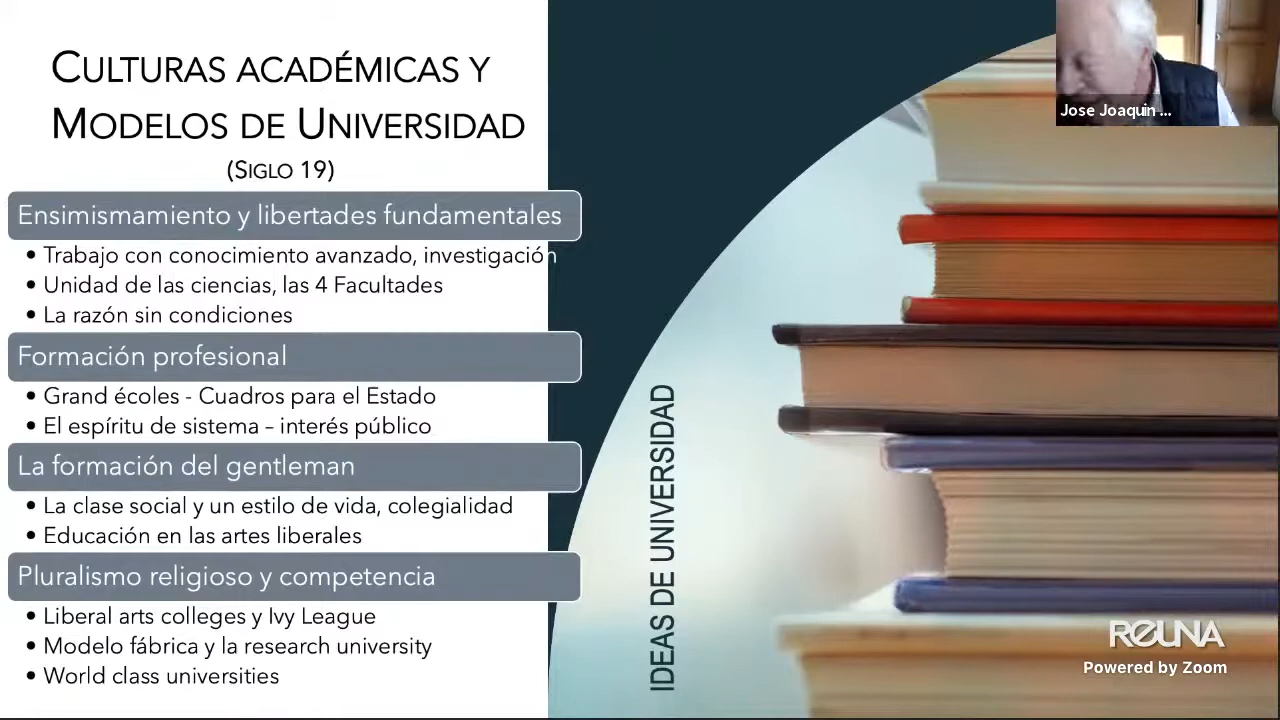 CULTURAS ACADÉMICAS Y
MODELOS DE UNIVERSIDAD
(SIGLO 19)
Ensimismamiento y libertades fundamentales
• Trabajo con conocimiento avanzado, investigación
• Unidad de las ciencias, las 4 Facultades
• La razón sin condiciones
Formación profesional
• Grand écoles - Cuadros para el Estado
• El espíritu de sistema – interés público
La formación del gentleman
• La clase social y un estilo de vida, colegialidad
• Educación en las artes liberales
Pluralismo religioso y competencia
• Liberal arts colleges y Ivy League
• Modelo fábrica y la research university
• World class universities
IDEAS DE UNIVERSIDAD
Jose Joaquin ...
REUNA
Powered by Zoom